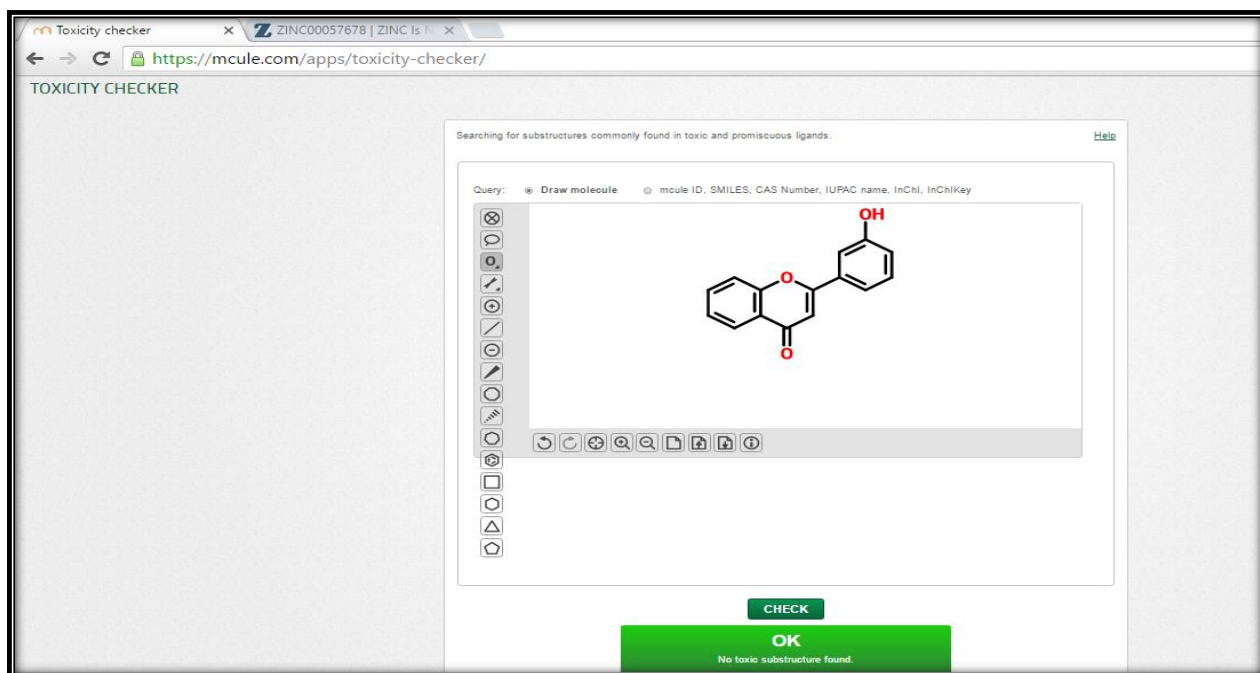 Toxicity checker
ZINC00057678 | ZINC Is N
https://mcule.com/apps/toxicity-checker/
TOXICITY CHECKER
Searching for substructures commonly found in toxic and promiscuous ligands. Help
Query: Draw molecule mcule ID, SMILES, CAS Number, IUPAC name, InChI, InChIKey
OH
O
O
O
CHECK
OK
No toxic substructure found.